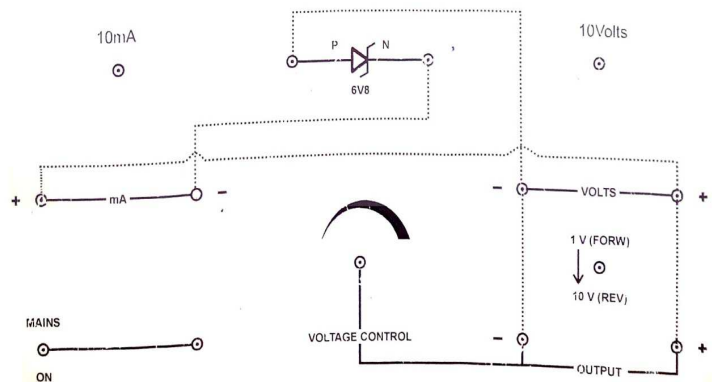 10mA
P N
6V8
10Volts
+ mA -
- VOLTS +
1 V (FORW)
10 V (REV)
MAINS
ON
VOLTAGE CONTROL
- +
OUTPUT